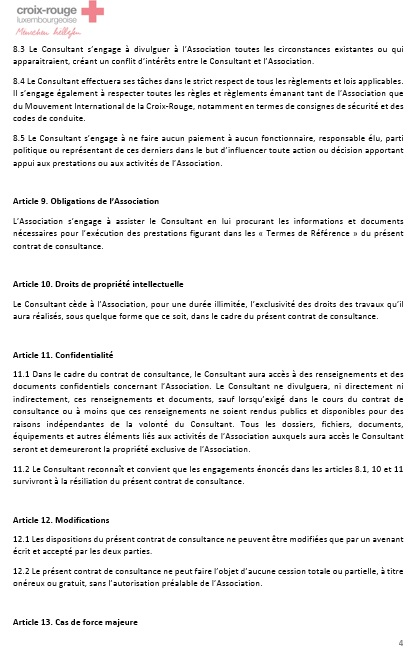 croix-rouge
luxembourgeoise
Mënschen hëllefen
8.3 Le Consultant s’engage à divulguer à l’Association toutes les circonstances existantes ou qui
apparaitraient, créant un conflit d’intérêts entre le Consultant et l’Association.
8.4 Le Consultant effectuera ses tâches dans le strict respect de tous les règlements et lois applicables.
Il s’engage également à respecter toutes les règles et règlements émanant tant de l’Association que
du Mouvement International de la Croix-Rouge, notamment en termes de consignes de sécurité et des
codes de conduite.
8.5 Le Consultant s’engage à ne faire aucun paiement à aucun fonctionnaire, responsable élu, parti
politique ou représentant de ces derniers dans le but d’influencer toute action ou décision apportant
appui aux prestations ou aux activités de l’Association.
Article 9. Obligations de l’Association
L’Association s’engage à assister le Consultant en lui procurant les informations et documents
nécessaires pour l’exécution des prestations figurant dans les « Termes de Référence » du présent
contrat de consultance.
Article 10. Droits de propriété intellectuelle
Le Consultant cède à l’Association, pour une durée illimitée, l’exclusivité des droits des travaux qu’il
aura réalisés, sous quelque forme que ce soit, dans le cadre du présent contrat de consultance.
Article 11. Confidentialité
11.1 Dans le cadre du contrat de consultance, le Consultant aura accès à des renseignements et des
documents confidentiels concernant l’Association. Le Consultant ne divulguera, ni directement ni
indirectement, ces renseignements et documents, sauf lorsqu’exigé dans le cours du contrat de
consultance ou à moins que ces renseignements ne soient rendus publics et disponibles pour des
raisons indépendantes de la volonté du Consultant. Tous les dossiers, fichiers, documents,
équipements et autres éléments liés aux activités de l’Association auxquels aura accès le Consultant
seront et demeureront la propriété exclusive de l’Association.
11.2 Le Consultant reconnaît et convient que les engagements énoncés dans les articles 8.1, 10 et 11
survivront à la résiliation du présent contrat de consultance.
Article 12. Modifications
12.1 Les dispositions du présent contrat de consultance ne peuvent être modifiées que par un avenant
écrit et accepté par les deux parties.
12.2 Le présent contrat de consultance ne peut faire l’objet d’aucune cession totale ou partielle, à titre
onéreux ou gratuit, sans l’autorisation préalable de l’Association.
Article 13. Cas de force majeure
4